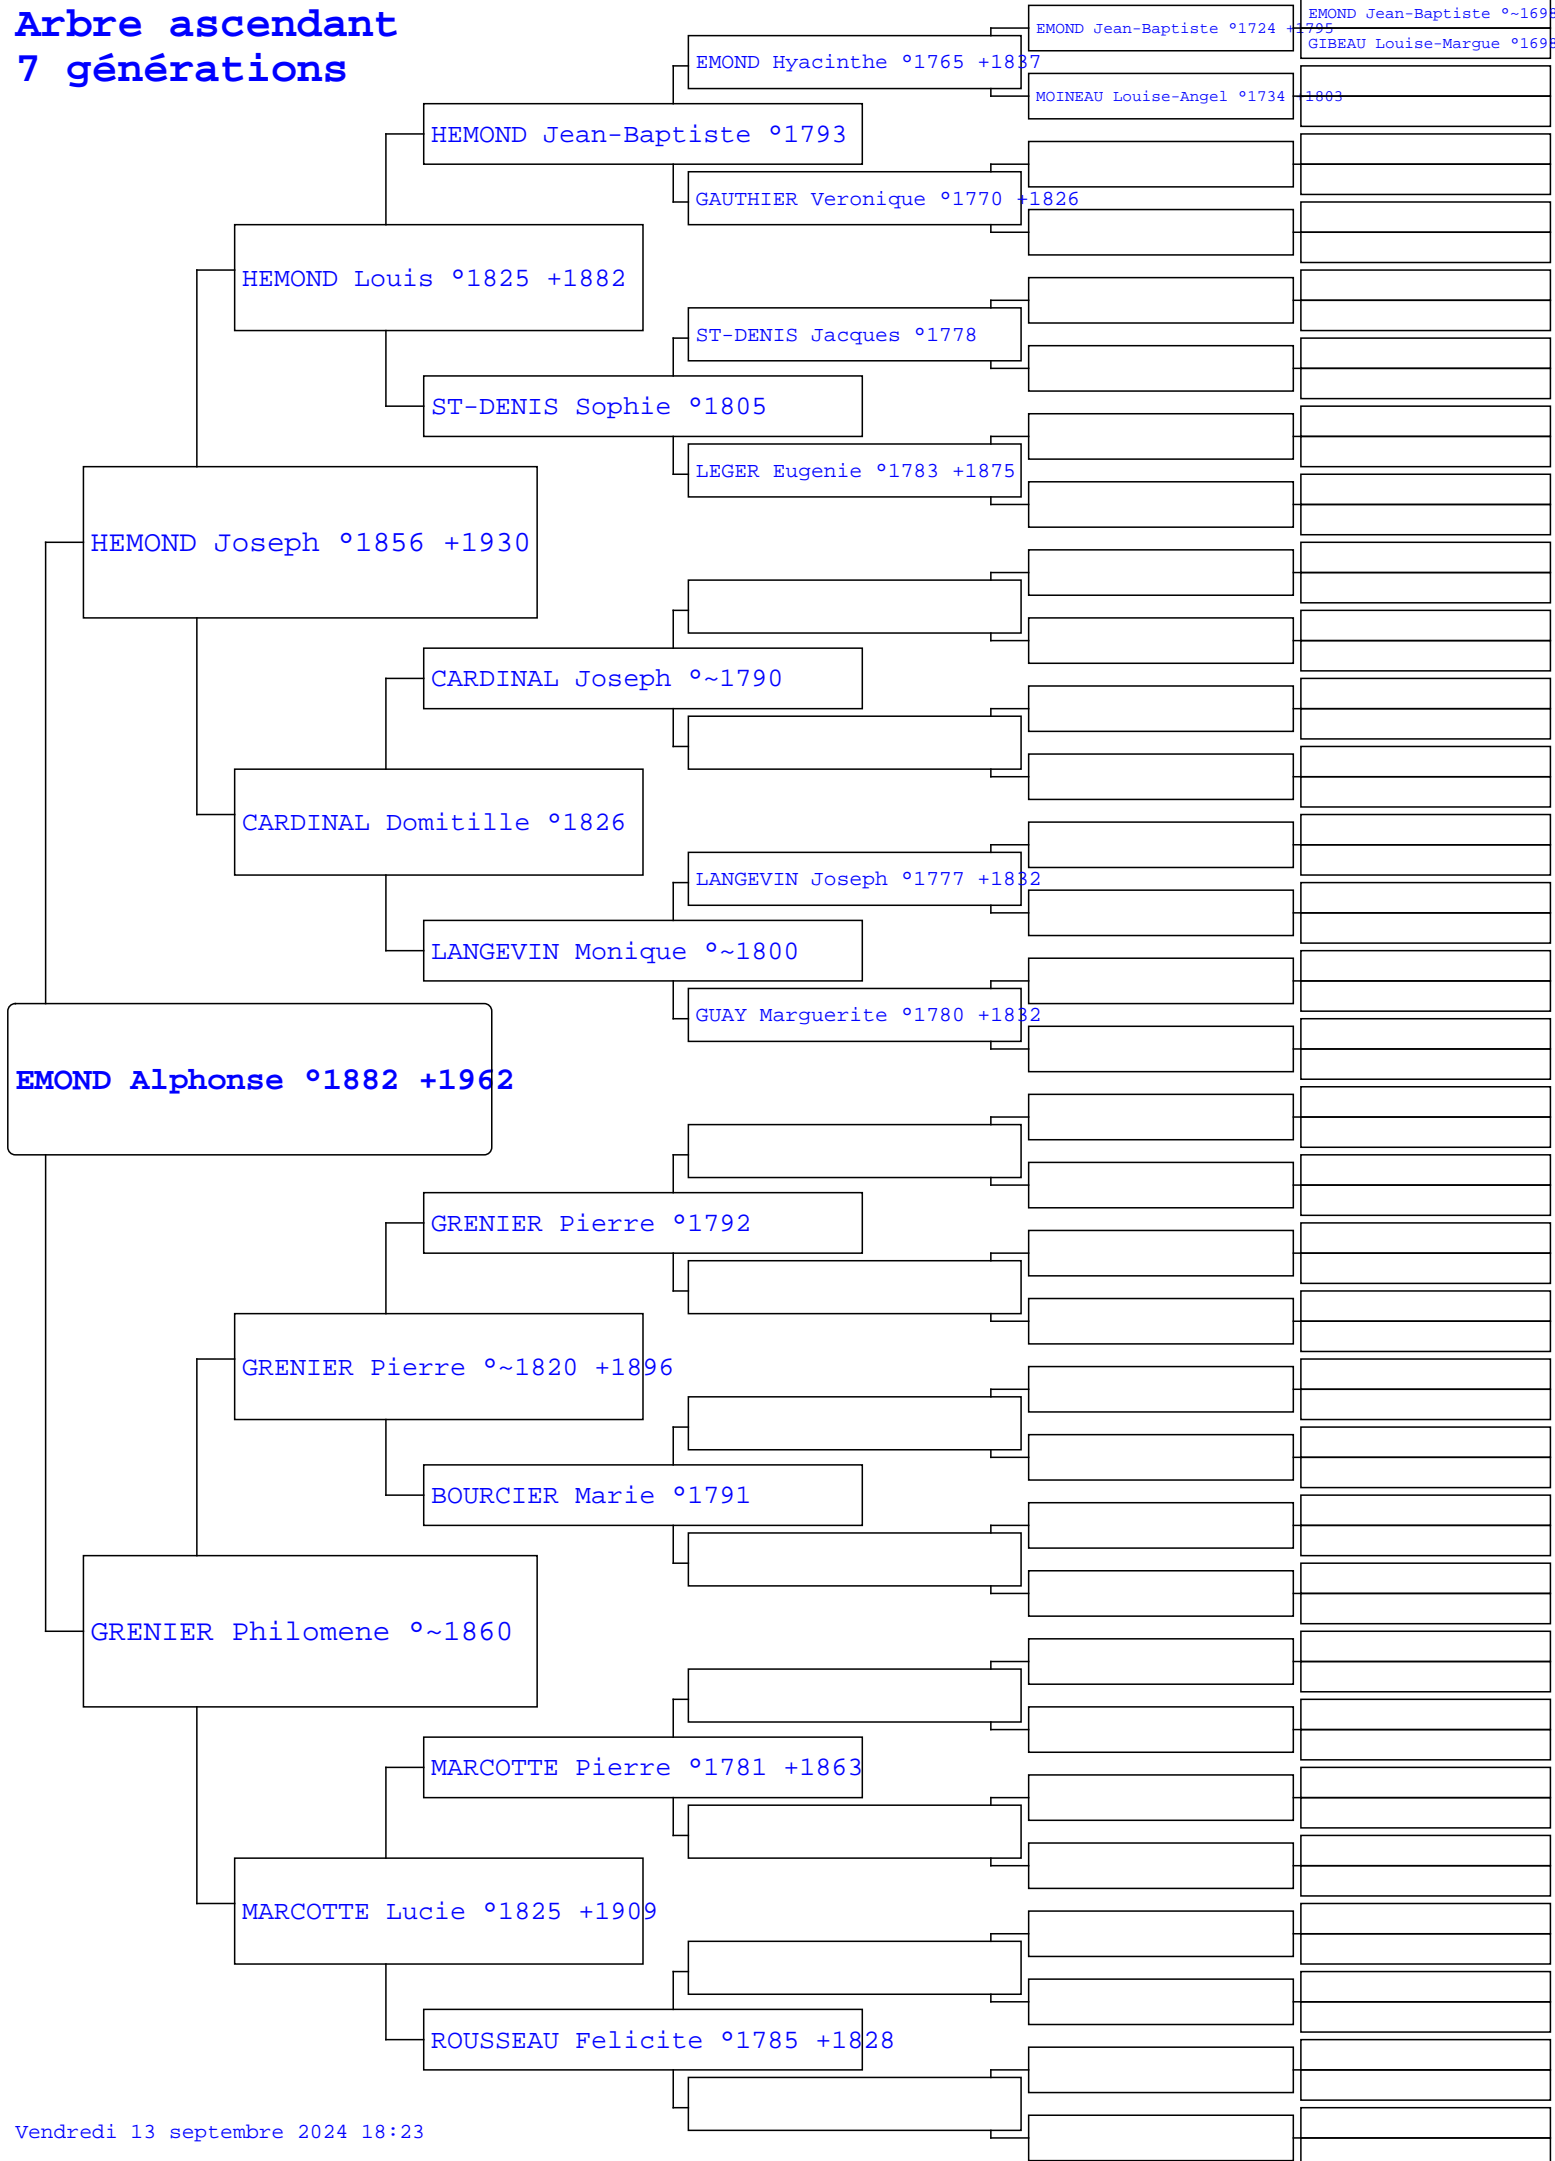 Arbre ascendant
7 générations
EMOND Jean-Baptiste °~1698
EMOND Jean-Baptiste °1724 +1795
GIBEAU Louise-Margue °1698
EMOND Hyacinthe °1765 +1837
MOINEAU Louise-Angel °1734 +1803
HEMOND Jean-Baptiste °1793
GAUTHIER Veronique °1770 +1826
HEMOND Louis °1825 +1882
ST-DENIS Jacques °1778
ST-DENIS Sophie °1805
LEGER Eugenie °1783 +1875
HEMOND Joseph °1856 +1930
CARDINAL Joseph °~1790
CARDINAL Domitille °1826
LANGEVIN Joseph °1777 +1832
LANGEVIN Monique °~1800
GUAY Marguerite °1780 +1832
EMOND Alphonse °1882 +1962
GRENIER Pierre °1792
GRENIER Pierre °~1820 +1896
BOURCIER Marie °1791
GRENIER Philomene °~1860
MARCOTTE Pierre °1781 +1863
MARCOTTE Lucie °1825 +1909
ROUSSEAU Felicite °1785 +1828
Vendredi 13 septembre 2024 18:23